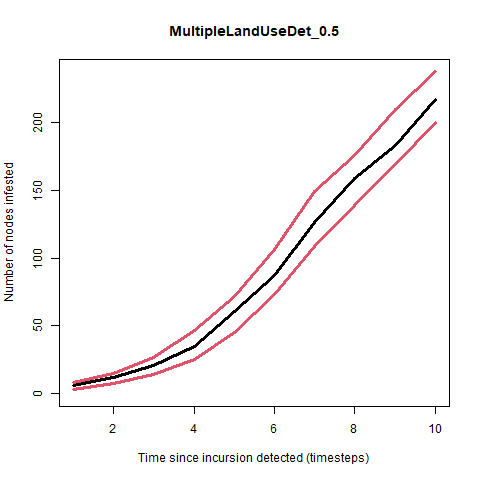 MultipleLandUseDet_0.5
Number of nodes infested
200
150
100
50
0
2 4 6 8 10
Time since incursion detected (timesteps)